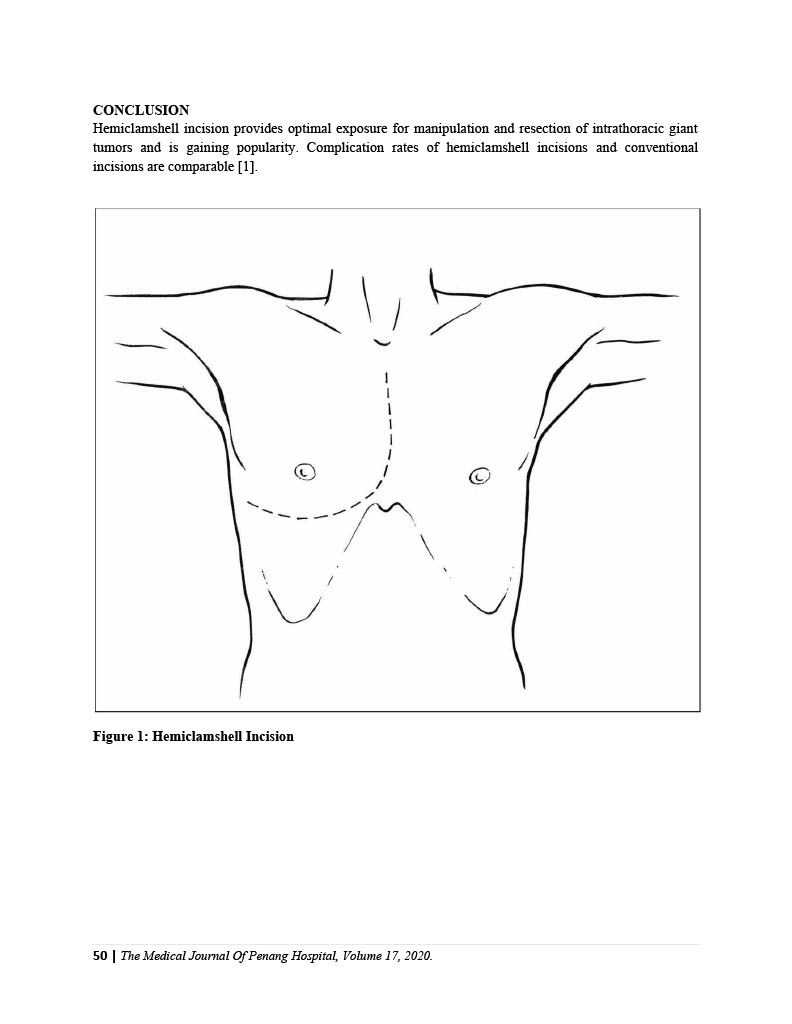 CONCLUSION
Hemiclamshell incision provides optimal exposure for manipulation and resection of intrathoracic giant
tumors and is gaining popularity. Complication rates of hemiclamshell incisions and conventional
incisions are comparable [1].
Figure 1: Hemiclamshell Incision
50 | The Medical Journal Of Penang Hospital, Volume 17, 2020.